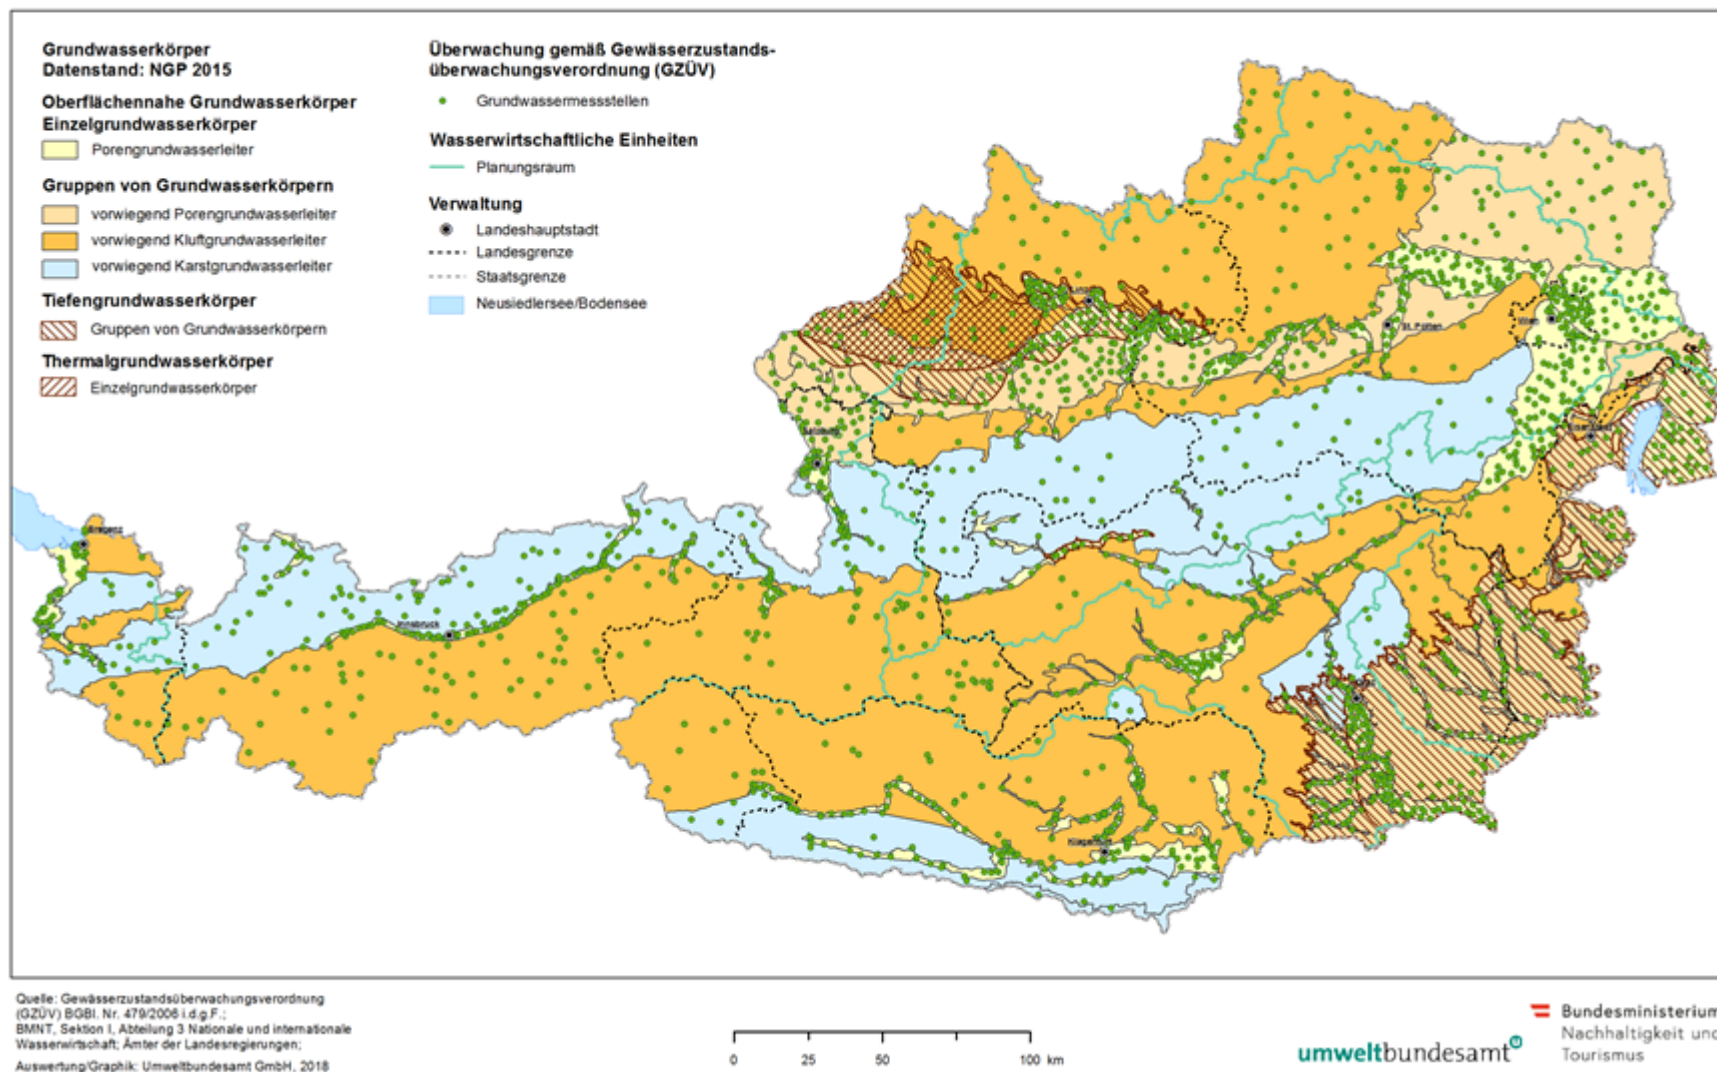 Grundwasserkörper
Datenstand: NGP 2015
Oberflächennahe Grundwasserkörper
Einzelgrundwasserkörper
Porengrundwasserleiter
Gruppen von Grundwasserkörpern
vorwiegend Porengrundwasserleiter
vorwiegend Kluftgrundwasserleiter
vorwiegend Karstgrundwasserleiter
Tiefengrundwasserkörper
Gruppen von Grundwasserkörpern
Thermalgrundwasserkörper
Einzelgrundwasserkörper
Überwachung gemäß Gewässerzustands-
überwachungsverordnung (GZÜV)
Grundwassermessstellen
Wasserwirtschaftliche Einheiten
Planungsraum
Verwaltung
Landeshauptstadt
Landesgrenze
Staatsgrenze
Neusiedlersee/Bodensee
Linz
St. Pölten
Wien
Salzburg
Bregenz
Innsbruck
Klagenfurt
Quelle: Gewässerzustandsüberwachungsverordnung
(GZÜV) BGBl. Nr. 479/2006 i.d.g.F.;
BMNT, Sektion I, Abteilung 3 Nationale und internationale
Wasserwirtschaft; Ämter der Landesregierungen;
Auswertung/Graphik: Umweltbundesamt GmbH, 2018
0 25 50 100 km
umweltbundesamt
Bundesministerium
Nachhaltigkeit und
Tourismus